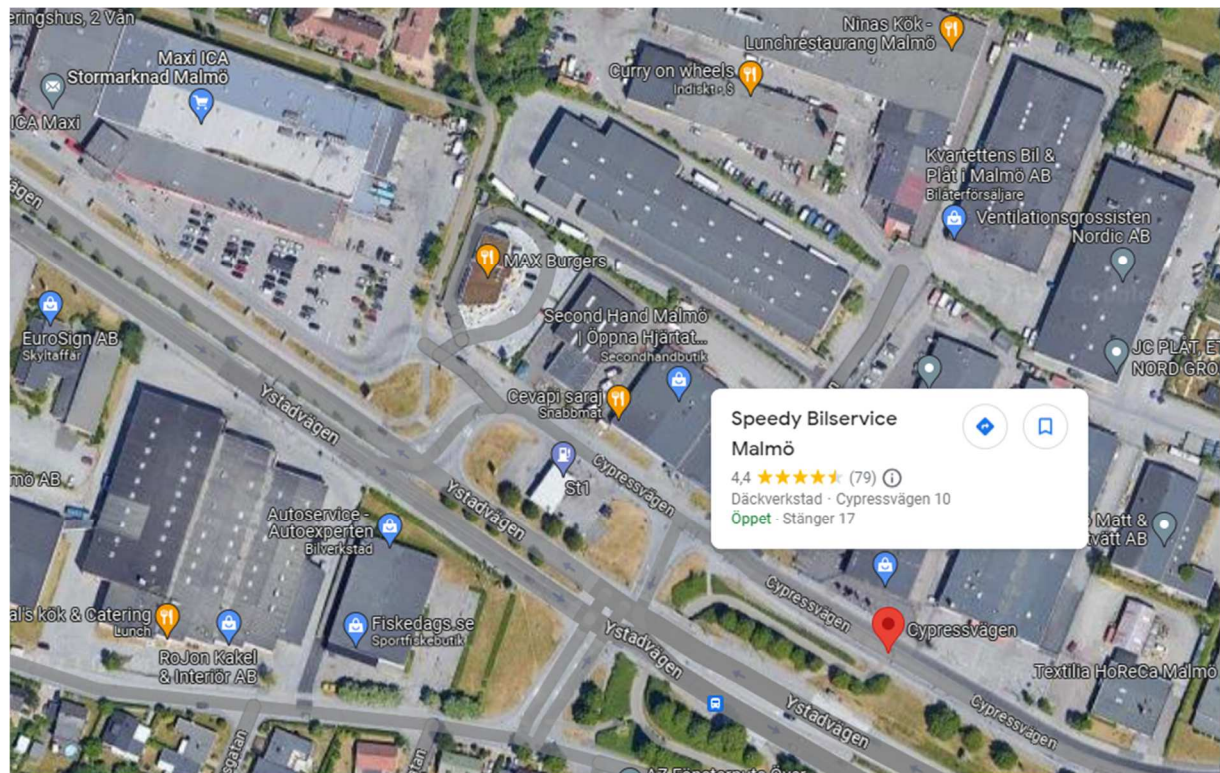 eringshus, 2 Vån
Maxi ICA
Stormarknad Malmö
ICA Maxi
Ninas Kök -
Lunchrestaurang Malmö
Curry on wheels
Indiskt · $
Kvartettens Bil &
Plåt i Malmö AB
Bilåterförsäljare
Ventilationsgrossisten
Nordic AB
ägen
MAX Burgers
EuroSign AB
Skyltaffär
Second Hand Malmö
| Öppna Hjärtat...
Secondhandbutik
JC PLÅT, ET
NORD GRO
Ystadvägen
Cevapi saraj
Snabbmat
Speedy Bilservice
Malmö
4,4
(79)
Däckverkstad · Cypressvägen 10
Öppet · Stänger 17
Cypressvägen
St1
mö AB
Ystadvägen
Autoservice -
Autoexperten
Bilverkstad
Matt &
tvätt AB
Cypressvägen
al's kök & Catering
Lunch
Fiskedags.se
Sportfiskebutik
Ystadvägen
Cypressvägen
RoJon Kakel
& Interiör AB
Textilia HoReCa Malmö
Ystadvägen
Cypressvägen
sgatan
tan